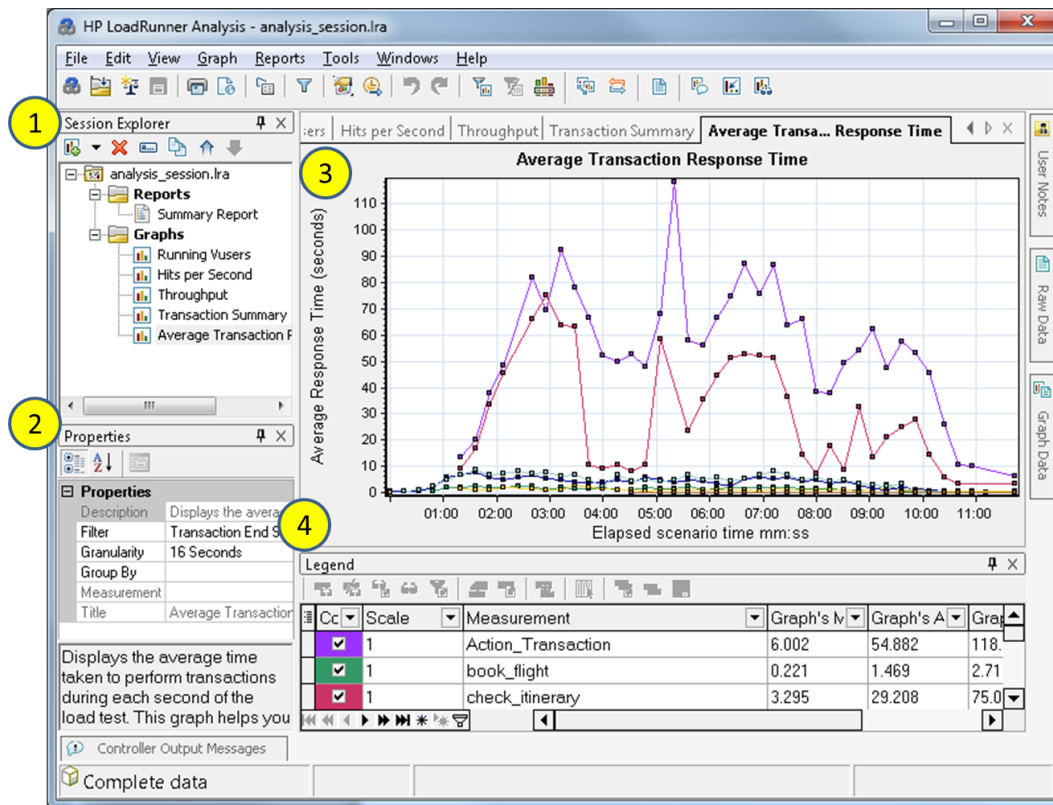 HP LoadRunner Analysis - analysis_session.lra
File Edit View Graph Reports Tools Windows Help
1
Session Explorer
analysis_session.lra
Reports
Summary Report
Graphs
Running Vusers
Hits per Second
Throughput
Transaction Summary
Average Transaction
2
Properties
Properties
Description Displays the avera
Filter Transaction End S
Granularity 16 Seconds
Group By
Measurement
Title Average Transaction
Displays the average time
taken to perform transactions
during each second of the
load test. This graph helps you
Controller Output Messages
Complete data
sers Hits per Second Throughput Transaction Summary Average Transa... Response Time
3
Average Transaction Response Time
Average Response Time (seconds)
110
100
90
80
70
60
50
40
30
20
10
0
01:00 02:00 03:00 04:00 05:00 06:00 07:00 08:00 09:00 10:00 11:00
Elapsed scenario time mm:ss
4
Legend
Cc Scale Measurement Graph's M Graph's A Gra
1 Action_Transaction 6.002 54.882 118.
1 book_flight 0.221 1.469 2.71
1 check_itinerary 3.295 29.208 75.0
User Notes
Raw Data
Graph Data